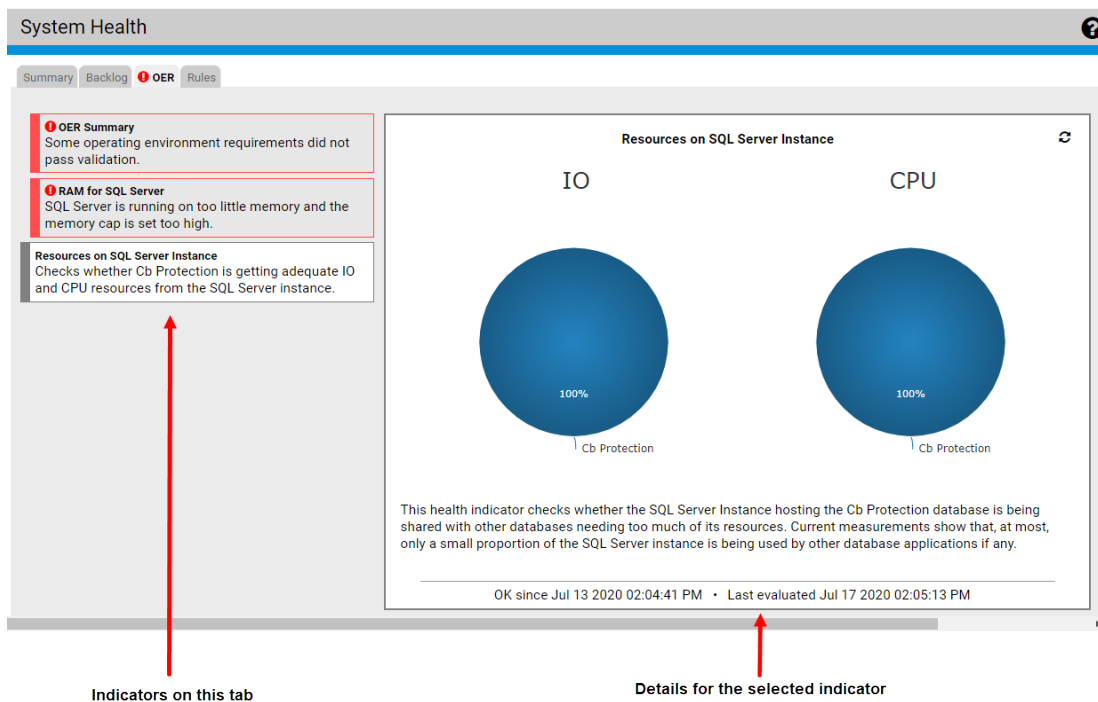 System Health
?
Summary Backlog ! OER Rules
! OER Summary
Some operating environment requirements did not
pass validation.
! RAM for SQL Server
SQL Server is running on too little memory and the
memory cap is set too high.
Resources on SQL Server Instance
Checks whether Cb Protection is getting adequate IO
and CPU resources from the SQL Server instance.
Resources on SQL Server Instance
IO
CPU
100%
100%
Cb Protection
Cb Protection
This health indicator checks whether the SQL Server Instance hosting the Cb Protection database is being
shared with other databases needing too much of its resources. Current measurements show that, at most,
only a small proportion of the SQL Server instance is being used by other database applications if any.
OK since Jul 13 2020 02:04:41 PM • Last evaluated Jul 17 2020 02:05:13 PM
Indicators on this tab
Details for the selected indicator